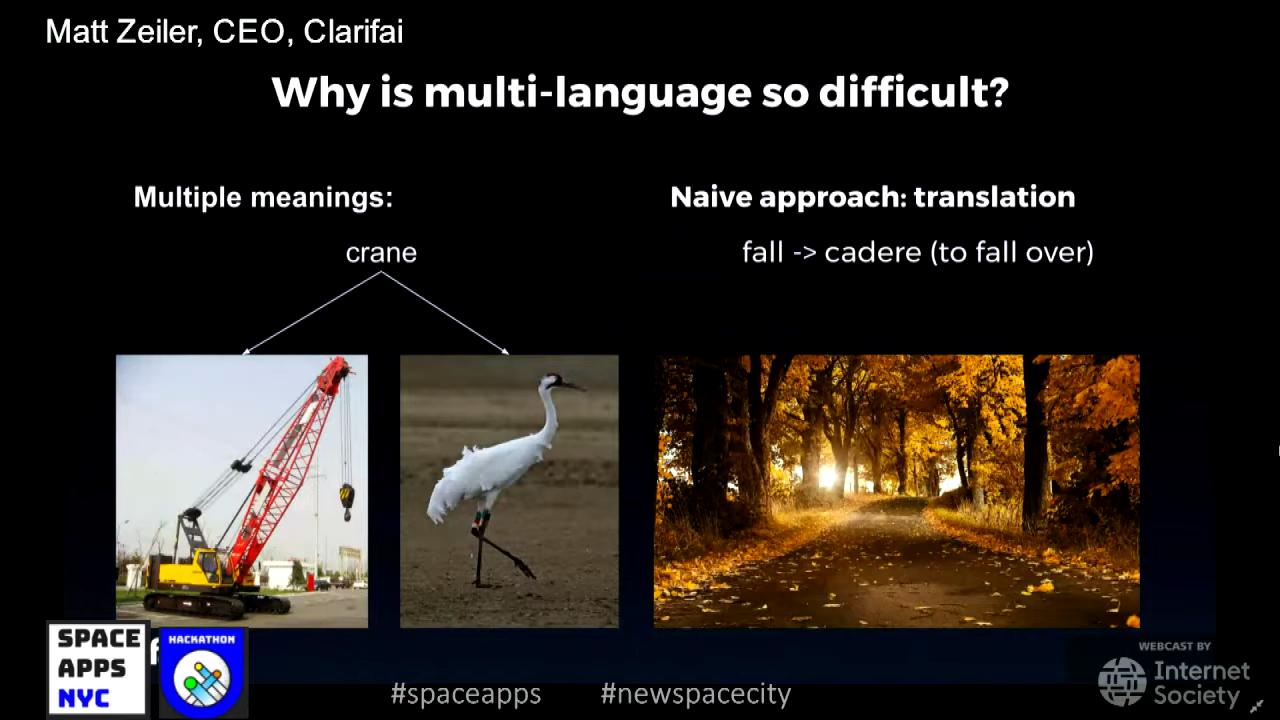 Matt Zeiler, CEO, Clarifai
Why is multi-language so difficult?
Multiple meanings:
crane
Naive approach: translation
fall -> cadere (to fall over)
SPACE
APPS
NYC
HACKATHON
#spaceapps #newspacecity
WEBCAST BY
Internet
Society